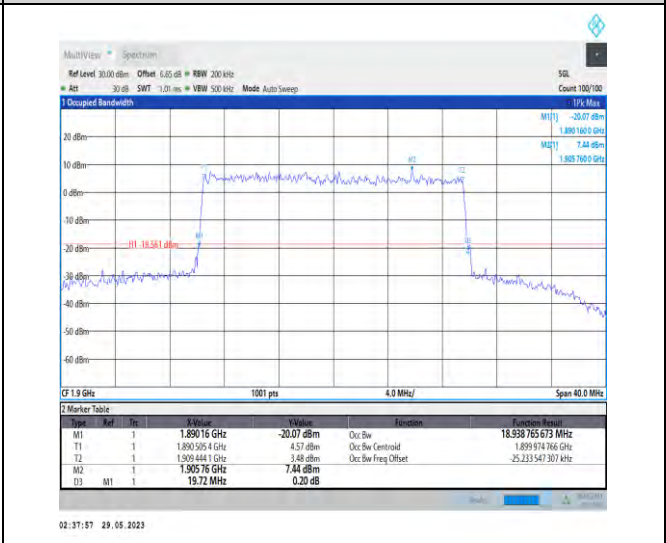 MultiView Spectrum
Ref Level 30.00 dBm Offset 6.65 dB RBW 200 kHz SGL
Att 30 dB SWT 1.01 ms VBW 500 kHz Mode Auto Sweep Count 100/100
1 Occupied Bandwidth 1Pk Max
M1[1] -20.07 dBm
1.890 160 0 GHz
M2[1] 7.44 dBm
1.905 760 0 GHz
20 dBm
10 dBm
M2
T2
0 dBm
-10 dBm
M1
-20 dBm
H1 -18.561 dBm
-30 dBm
-40 dBm
-50 dBm
-60 dBm
CF 1.9 GHz 1001 pts 4.0 MHz/ Span 40.0 MHz
2 Marker Table
Type Ref Trc X-Value Y-Value Function Function Result
M1 1 1.89016 GHz -20.07 dBm Occ Bw 18.938 765 673 MHz
T1 1 1.890 505 4 GHz 4.57 dBm Occ Bw Centroid 1.899 974 766 GHz
T2 1 1.909 444 1 GHz 3.48 dBm Occ Bw Freq Offset -25.233 547 307 kHz
M2 1 1.905 76 GHz 7.44 dBm
D3 M1 1 19.72 MHz 0.20 dB
02:37:57 29.05.2023